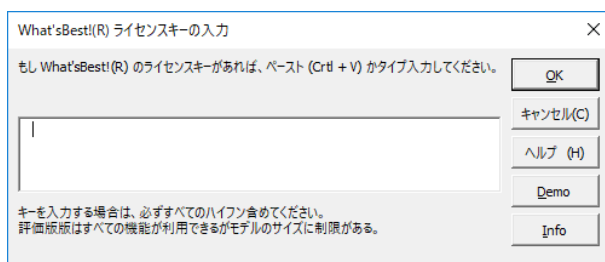 What'sBest!(R) ライセンスキーの入力
もし What'sBest!(R) のライセンスキーがあれば、ペースト (Crtl + V) かタイプ入力してください。
OK
キャンセル(C)
ヘルプ (H)
Demo
Info
キーを入力する場合は、必ずすべてのハイフン含めてください。
評価版版はすべての機能が利用できるがモデルのサイズに制限がある。